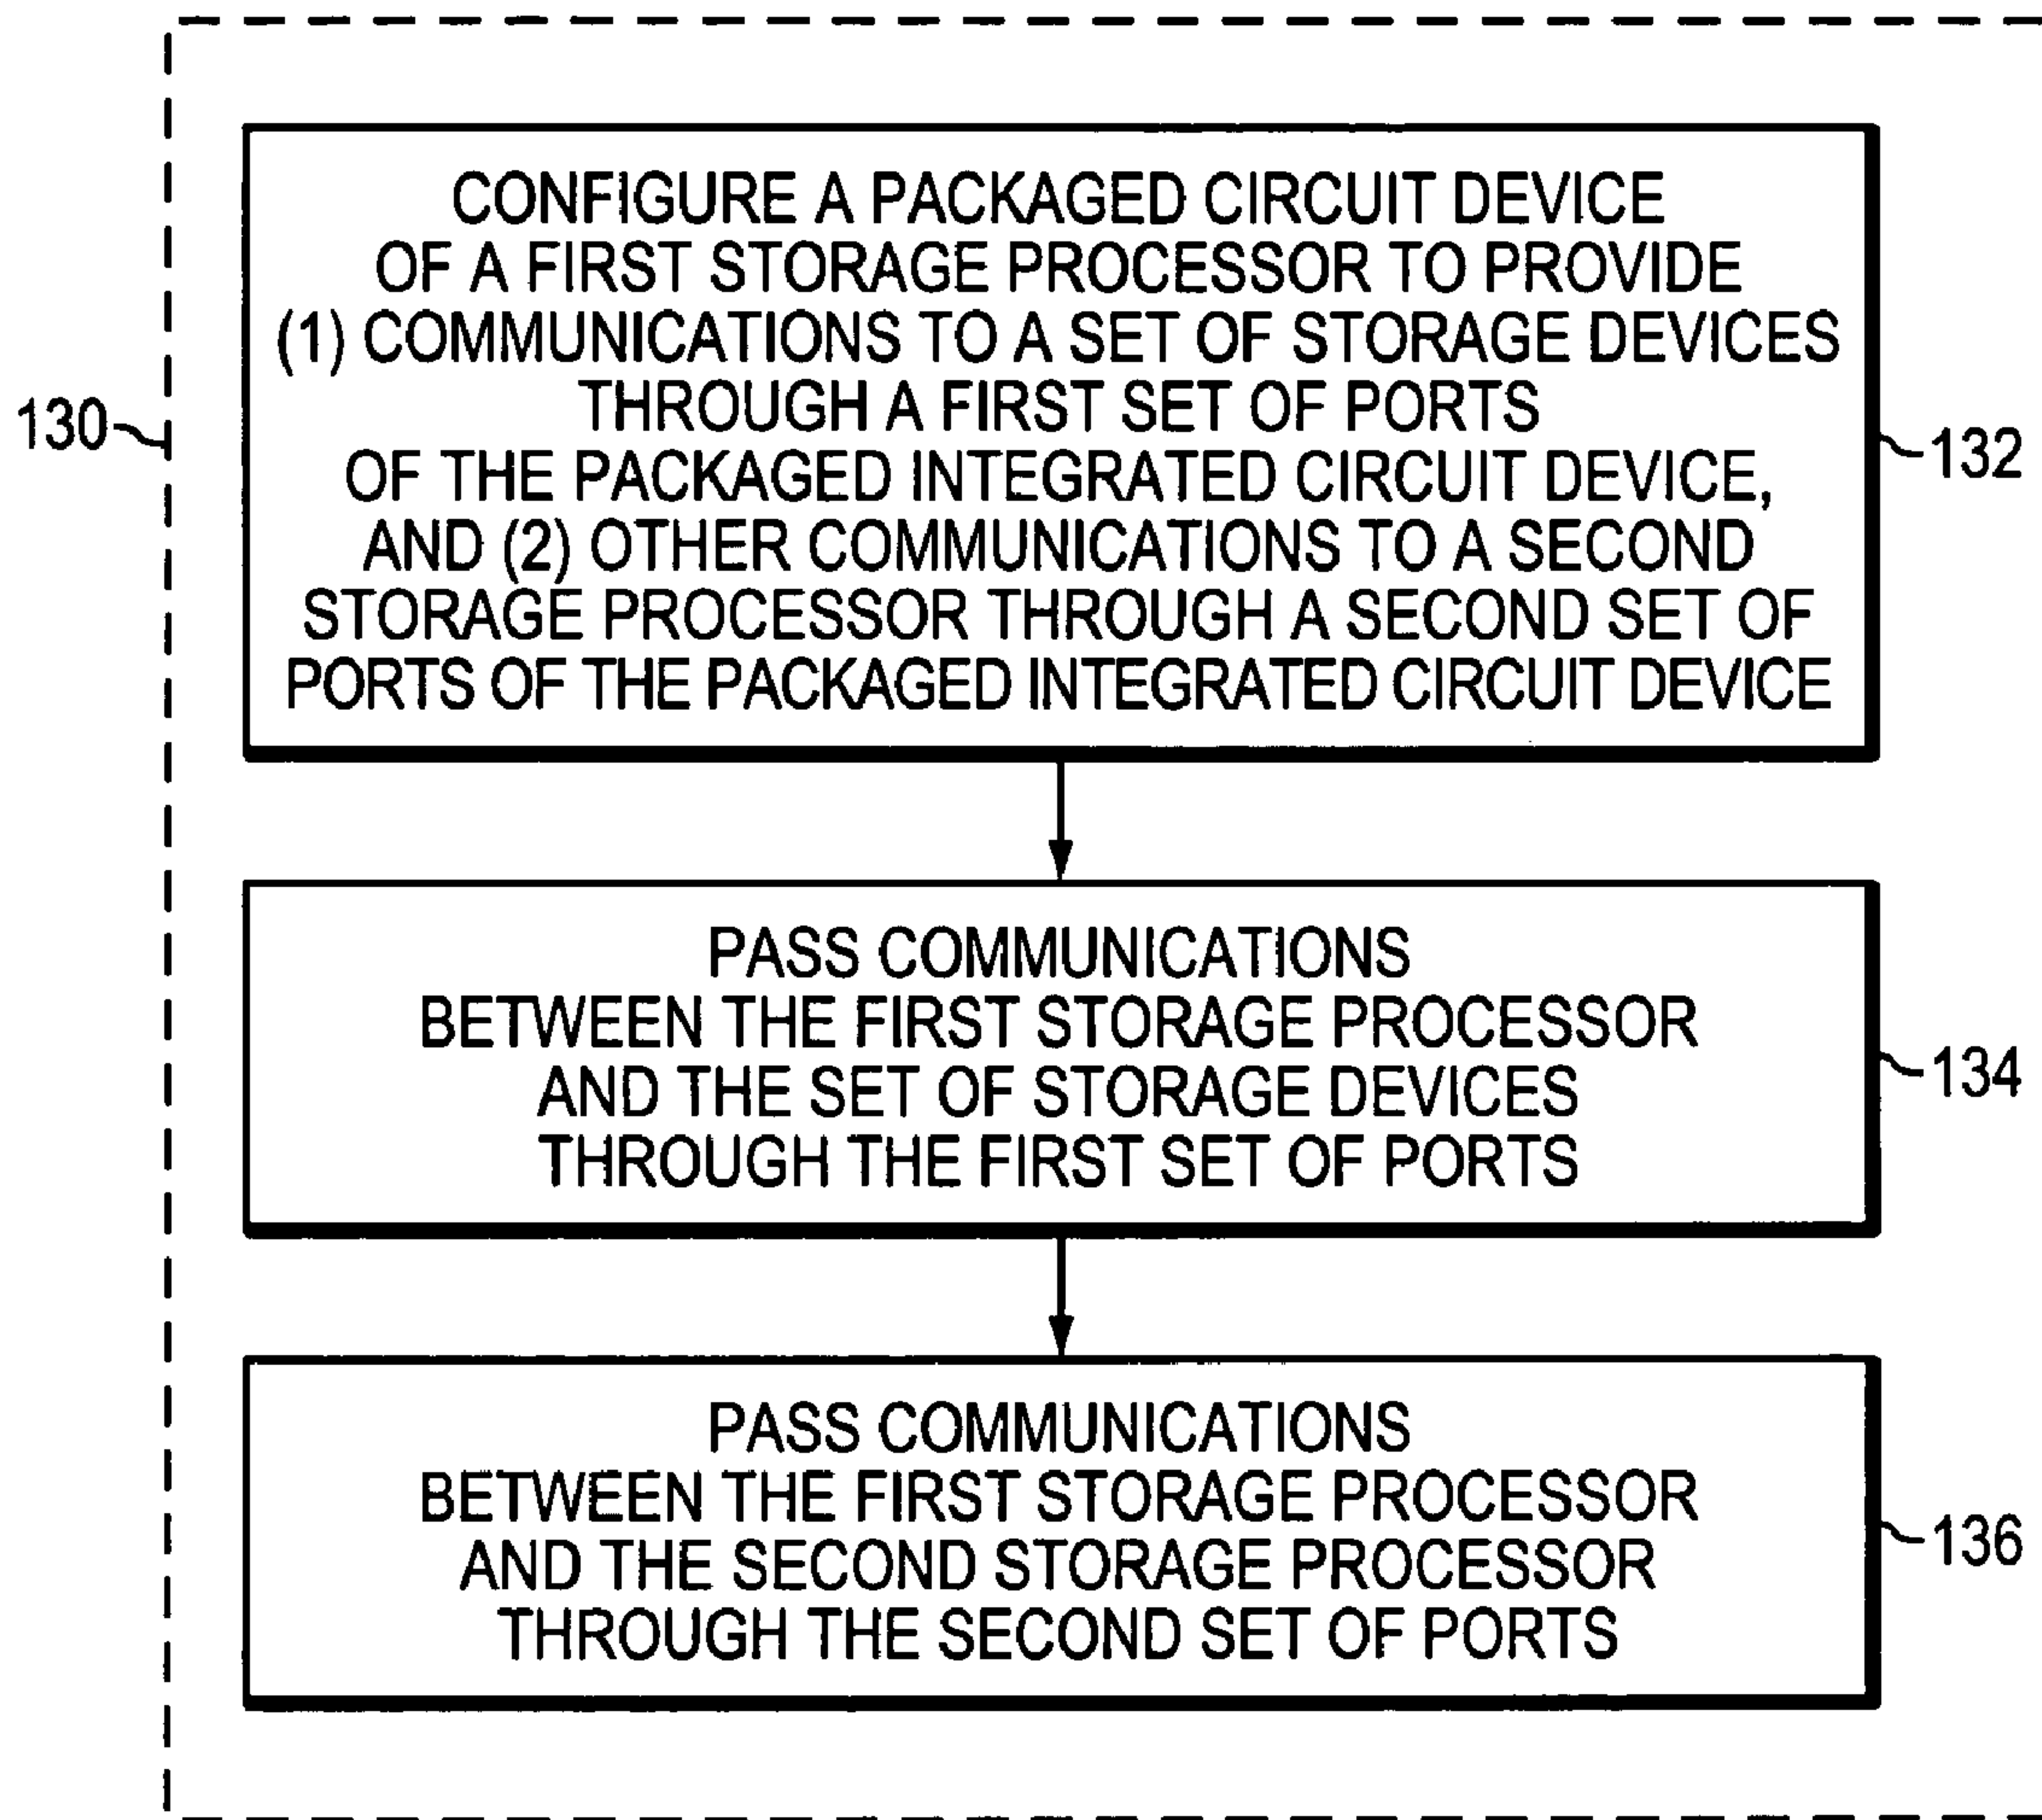 CONFIGURE A PACKAGED CIRCUIT DEVICE
OF A FIRST STORAGE PROCESSOR TO PROVIDE
(1) COMMUNICATIONS TO A SET OF STORAGE DEVICES
THROUGH A FIRST SET OF PORTS
OF THE PACKAGED INTEGRATED CIRCUIT DEVICE,
AND (2) OTHER COMMUNICATIONS TO A SECOND
STORAGE PROCESSOR THROUGH A SECOND SET OF
PORTS OF THE PACKAGED INTEGRATED CIRCUIT DEVICE
130
132
PASS COMMUNICATIONS
BETWEEN THE FIRST STORAGE PROCESSOR
AND THE SET OF STORAGE DEVICES
THROUGH THE FIRST SET OF PORTS
134
PASS COMMUNICATIONS
BETWEEN THE FIRST STORAGE PROCESSOR
AND THE SECOND STORAGE PROCESSOR
THROUGH THE SECOND SET OF PORTS
136